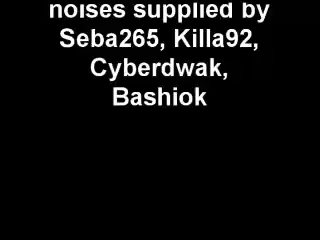 noises supplied by
Seba265, Killa92,
Cyberdwak,
Bashiok